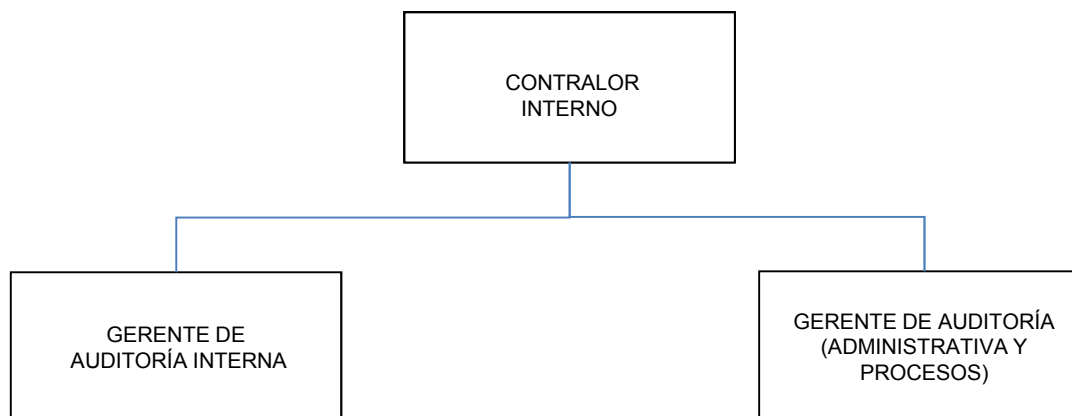 CONTRALOR
INTERNO
GERENTE DE
AUDITORÍA INTERNA
GERENTE DE AUDITORÍA
(ADMINISTRATIVA Y
PROCESOS)